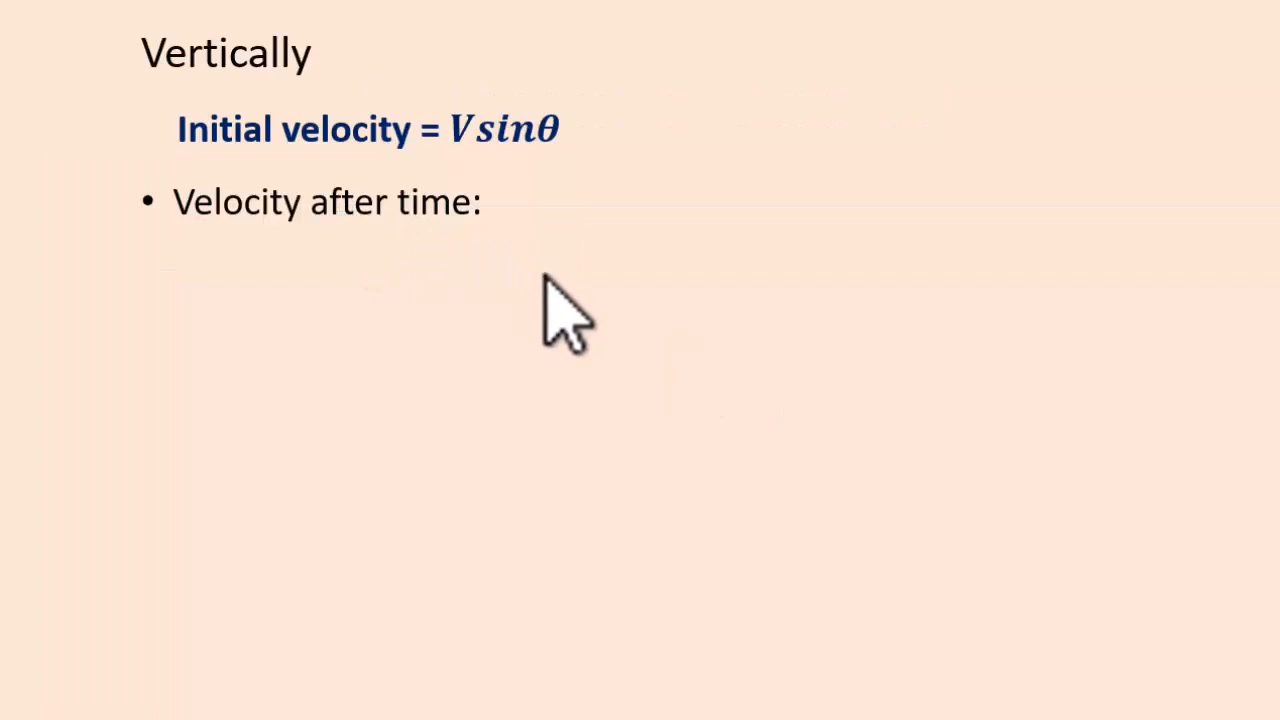 Vertically
Initial velocity = 𝑽𝒔𝒊𝒏𝜽
• Velocity after time: